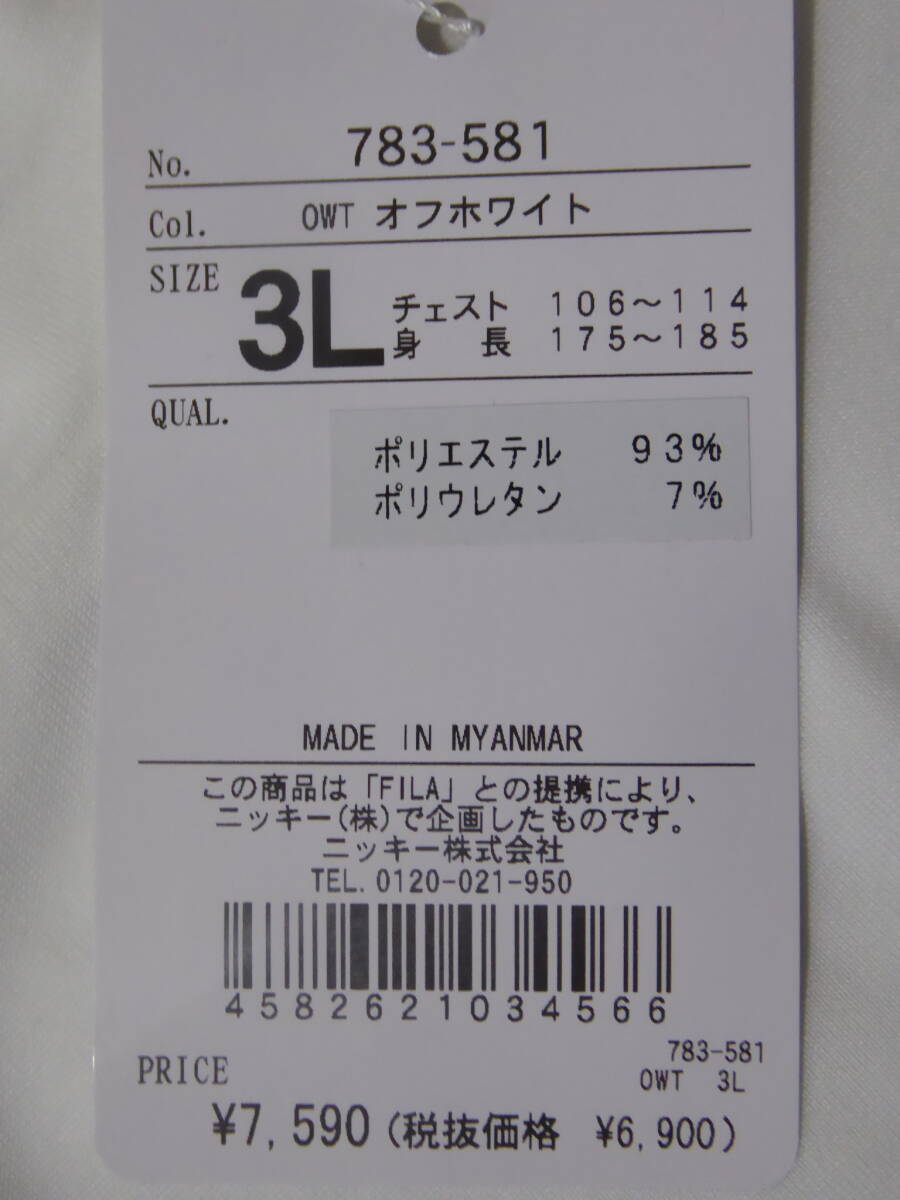 No. 783-581
Col. OWT オフホワイト
SIZE 3L チェスト 106～114
身長 175～185
QUAL.
ポリエステル 93%
ポリウレタン 7%
MADE IN MYANMAR
この商品は「FILA」との提携により、
ニッキー(株)で企画したものです。
ニッキー株式会社
TEL. 0120-021-950
4582621034566
783-581
OWT 3L
PRICE
¥7,590 (税抜価格 ¥6,900)